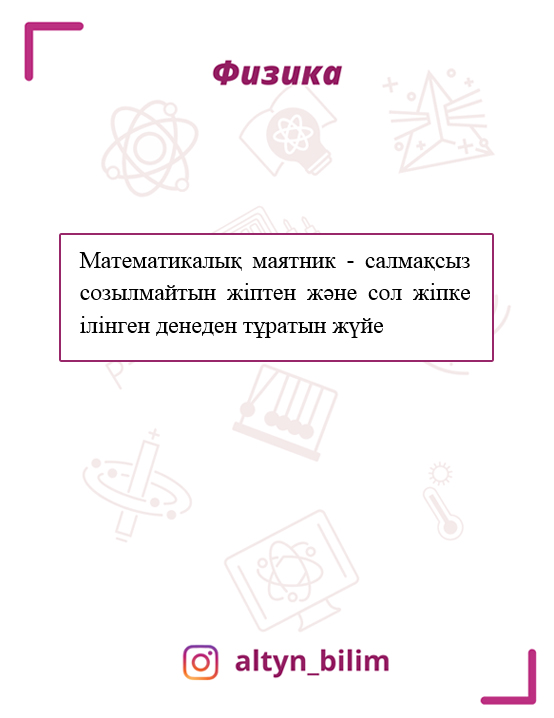 Физика
Математикалық маятник - салмақсыз
созылмайтын жіптен және сол жіпке
ілінген денеден тұратын жүйе
altyn_bilim